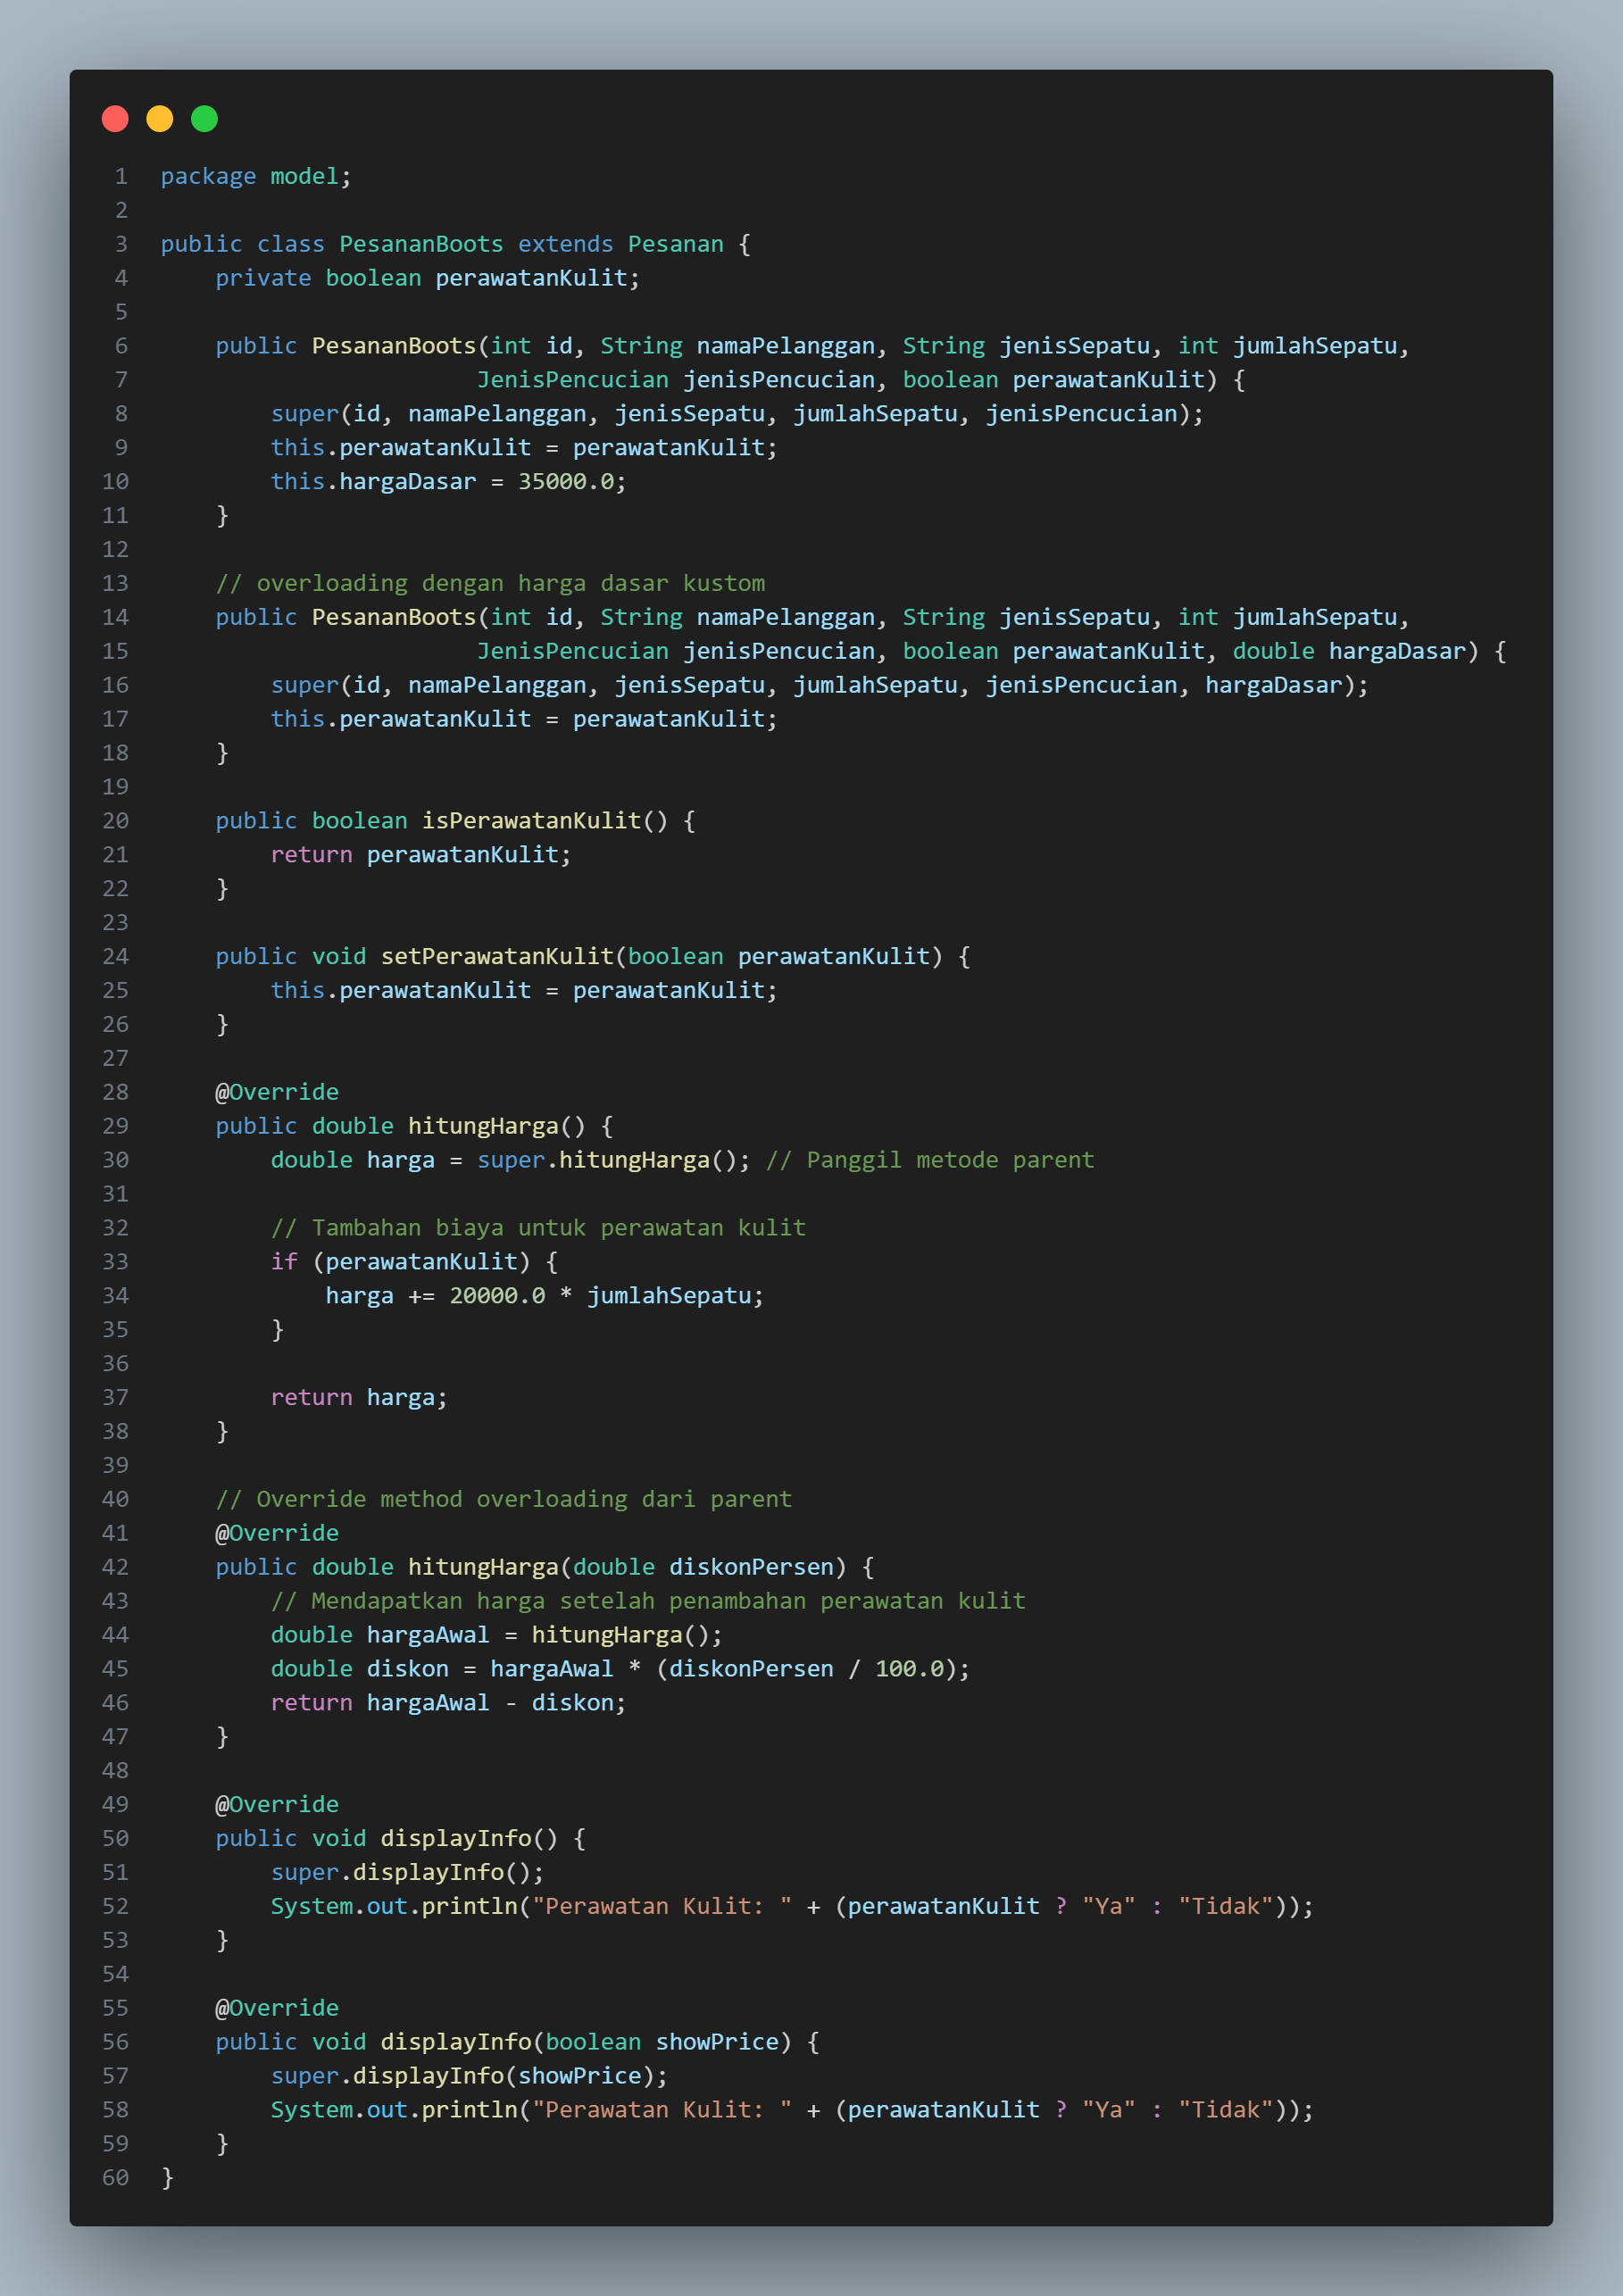 1 package model;
2
3 public class PesananBoots extends Pesanan {
4     private boolean perawatanKulit;
5
6     public PesananBoots(int id, String namaPelanggan, String jenisSepatu, int jumlahSepatu,
7                        JenisPencucian jenisPencucian, boolean perawatanKulit) {
8         super(id, namaPelanggan, jenisSepatu, jumlahSepatu, jenisPencucian);
9         this.perawatanKulit = perawatanKulit;
10         this.hargaDasar = 35000.0;
11     }
12
13     // overloading dengan harga dasar kustom
14     public PesananBoots(int id, String namaPelanggan, String jenisSepatu, int jumlahSepatu,
15                        JenisPencucian jenisPencucian, boolean perawatanKulit, double hargaDasar) {
16         super(id, namaPelanggan, jenisSepatu, jumlahSepatu, jenisPencucian, hargaDasar);
17         this.perawatanKulit = perawatanKulit;
18     }
19
20     public boolean isPerawatanKulit() {
21         return perawatanKulit;
22     }
23
24     public void setPerawatanKulit(boolean perawatanKulit) {
25         this.perawatanKulit = perawatanKulit;
26     }
27
28     @Override
29     public double hitungHarga() {
30         double harga = super.hitungHarga(); // Panggil metode parent
31
32         // Tambahan biaya untuk perawatan kulit
33         if (perawatanKulit) {
34             harga += 20000.0 * jumlahSepatu;
35         }
36
37         return harga;
38     }
39
40     // Override method overloading dari parent
41     @Override
42     public double hitungHarga(double diskonPersen) {
43         // Mendapatkan harga setelah penambahan perawatan kulit
44         double hargaAwal = hitungHarga();
45         double diskon = hargaAwal * (diskonPersen / 100.0);
46         return hargaAwal - diskon;
47     }
48
49     @Override
50     public void displayInfo() {
51         super.displayInfo();
52         System.out.println("Perawatan Kulit: " + (perawatanKulit ? "Ya" : "Tidak"));
53     }
54
55     @Override
56     public void displayInfo(boolean showPrice) {
57         super.displayInfo(showPrice);
58         System.out.println("Perawatan Kulit: " + (perawatanKulit ? "Ya" : "Tidak"));
59     }
60 }